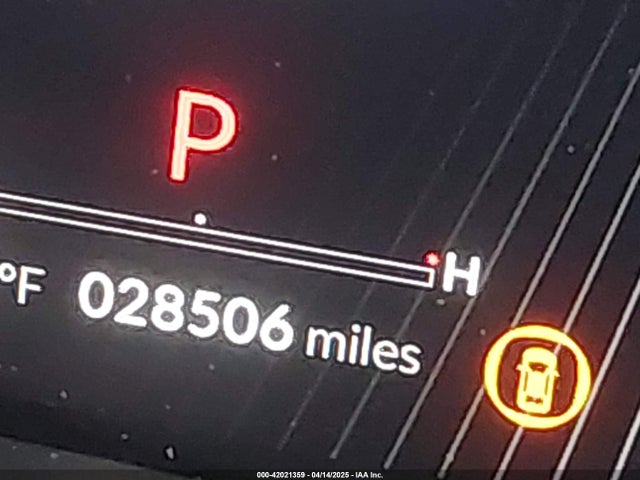 P
H
°F 028506 miles
000-42021359 - 04/14/2025 - IAA Inc.